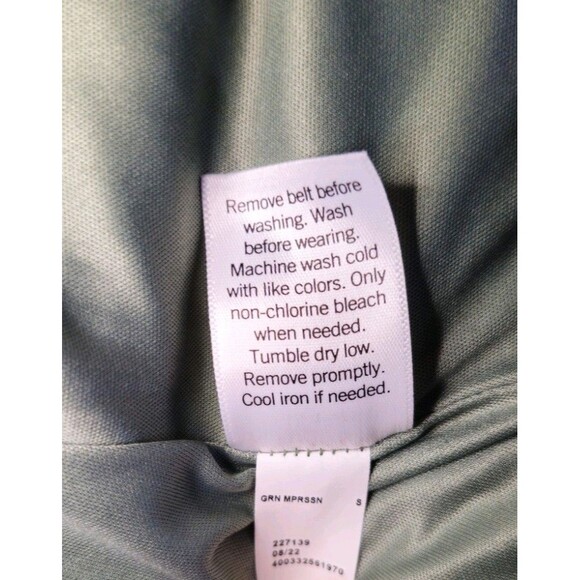 Remove belt before
washing. Wash
before wearing.
Machine wash cold
with like colors. Only
non-chlorine bleach
when needed.
Tumble dry low.
Remove promptly.
Cool iron if needed.
GRN MPRSSN S
227139
08/22
400332561970